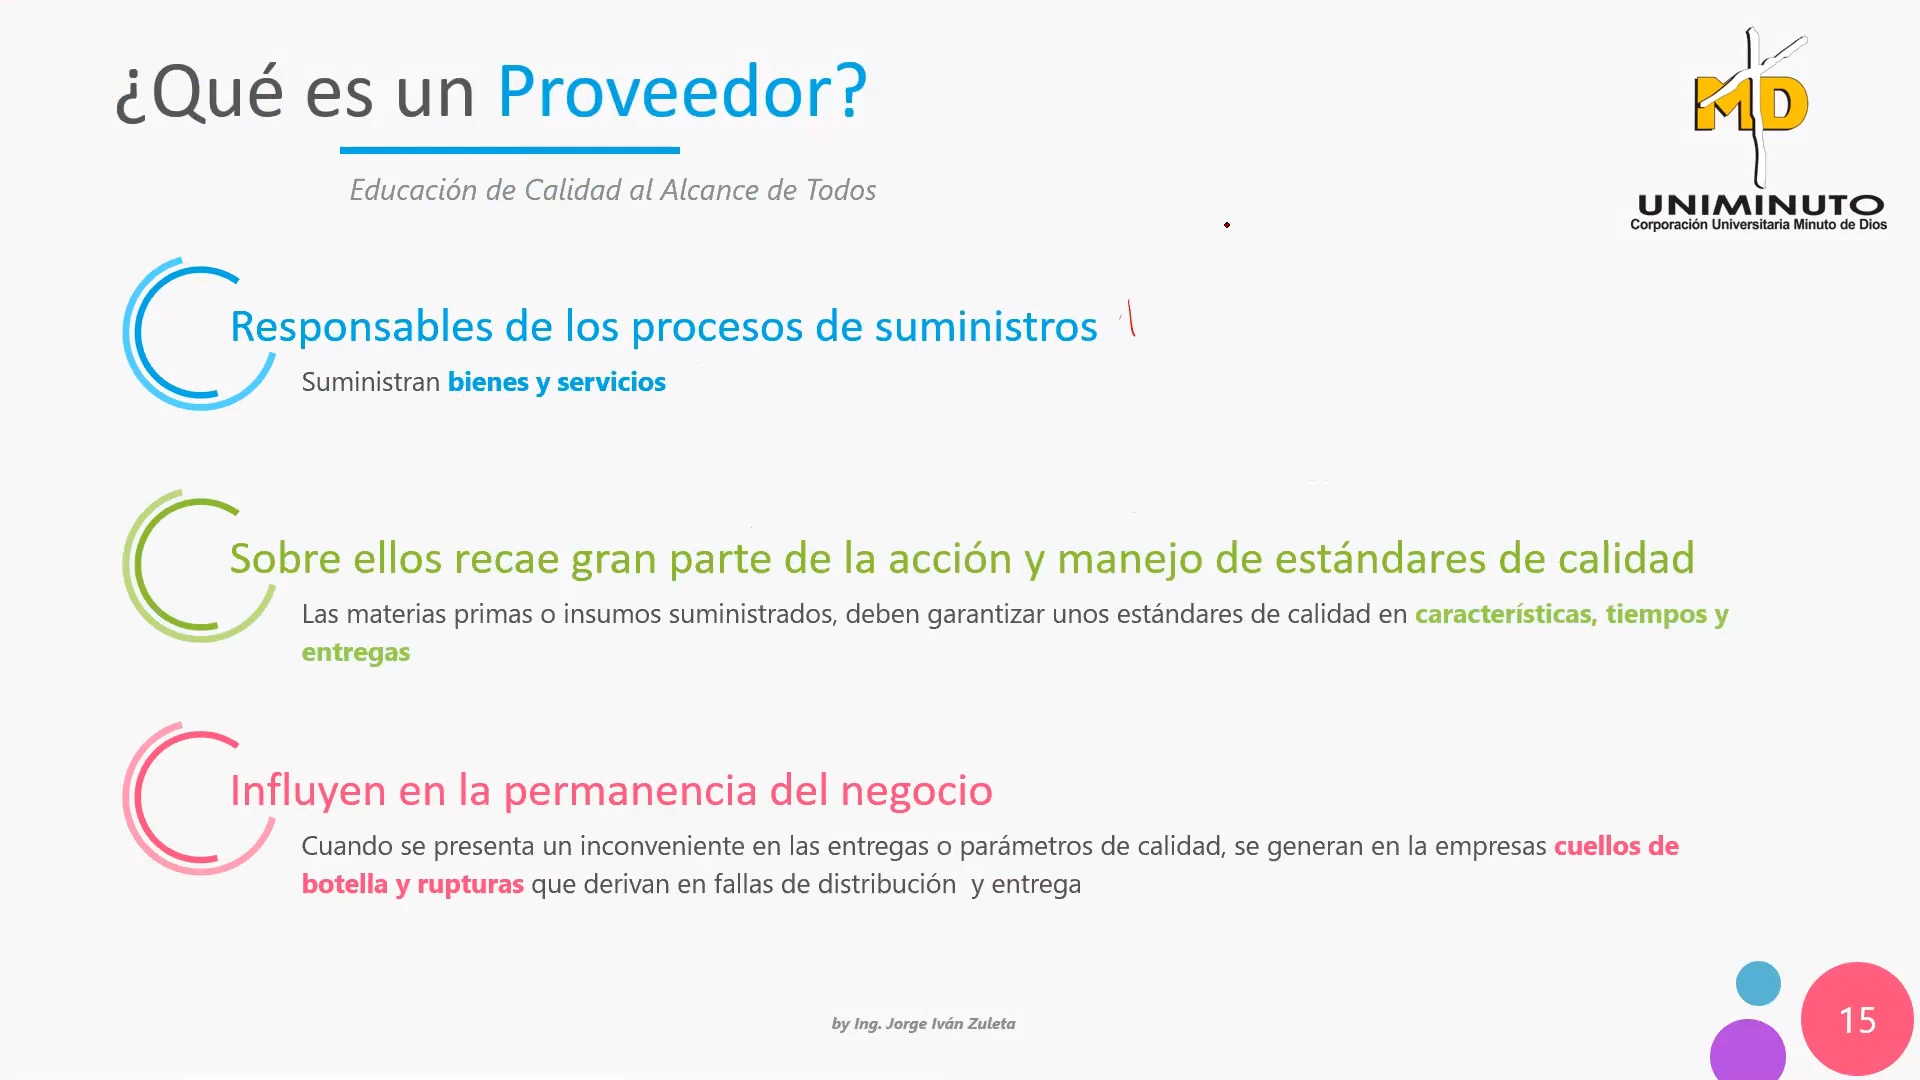 ¿Qué es un Proveedor?
Educación de Calidad al Alcance de Todos
MD
UNIMINUTO
Corporación Universitaria Minuto de Dios
Responsables de los procesos de suministros
Suministran bienes y servicios
Sobre ellos recae gran parte de la acción y manejo de estándares de calidad
Las materias primas o insumos suministrados, deben garantizar unos estándares de calidad en características, tiempos y
entregas
Influyen en la permanencia del negocio
Cuando se presenta un inconveniente en las entregas o parámetros de calidad, se generan en la empresas cuellos de
botella y rupturas que derivan en fallas de distribución  y entrega
by Ing. Jorge Iván Zuleta
15